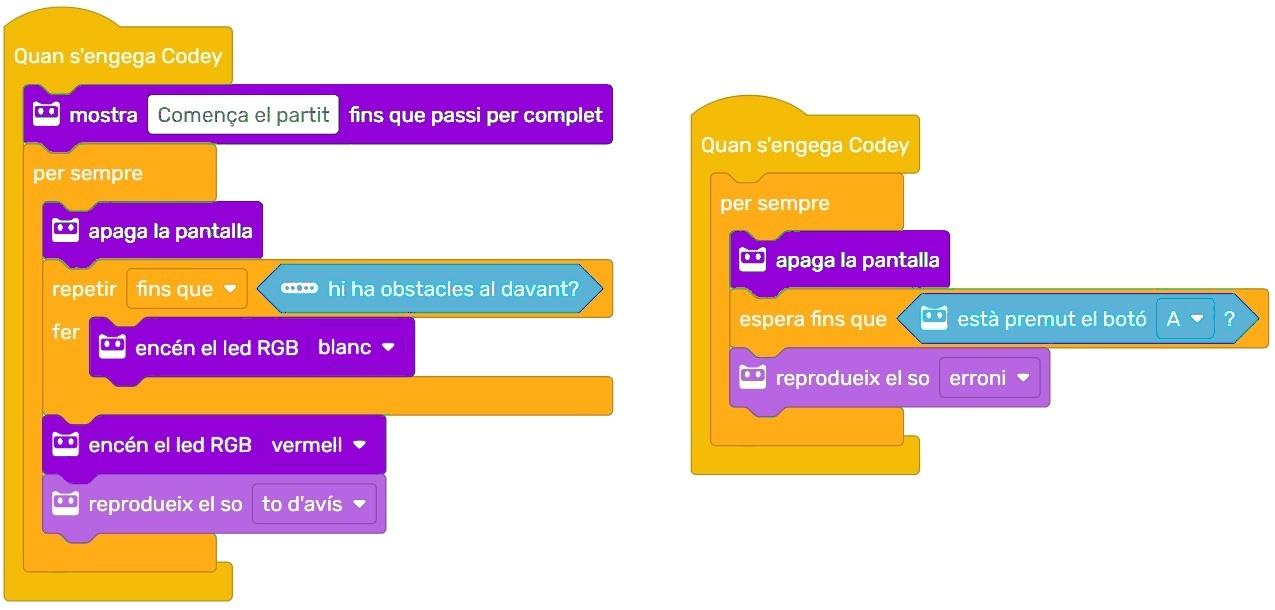 Quan s'engega Codey
mostra Comença el partit fins que passi per complet
per sempre
apaga la pantalla
repetir fins que hi ha obstacles al davant?
fer
encén el led RGB blanc
encén el led RGB vermell
reprodueix el so to d'avís
Quan s'engega Codey
per sempre
apaga la pantalla
espera fins que està premut el botó A ?
reprodueix el so erroni